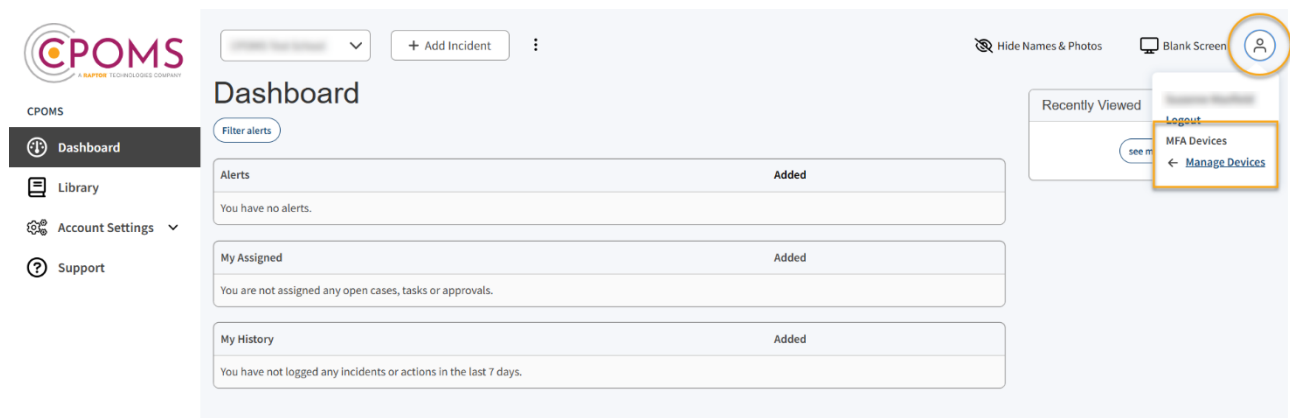 CPOMS
A RAPTOR TECHNOLOGIES COMPANY
+ Add Incident
Hide Names & Photos
Blank Screen
CPOMS
Dashboard
Library
Account Settings
Support
Dashboard
Filter alerts
Alerts Added
You have no alerts.
My Assigned Added
You are not assigned any open cases, tasks or approvals.
My History Added
You have not logged any incidents or actions in the last 7 days.
Recently Viewed
see m
Logout
MFA Devices
← Manage Devices